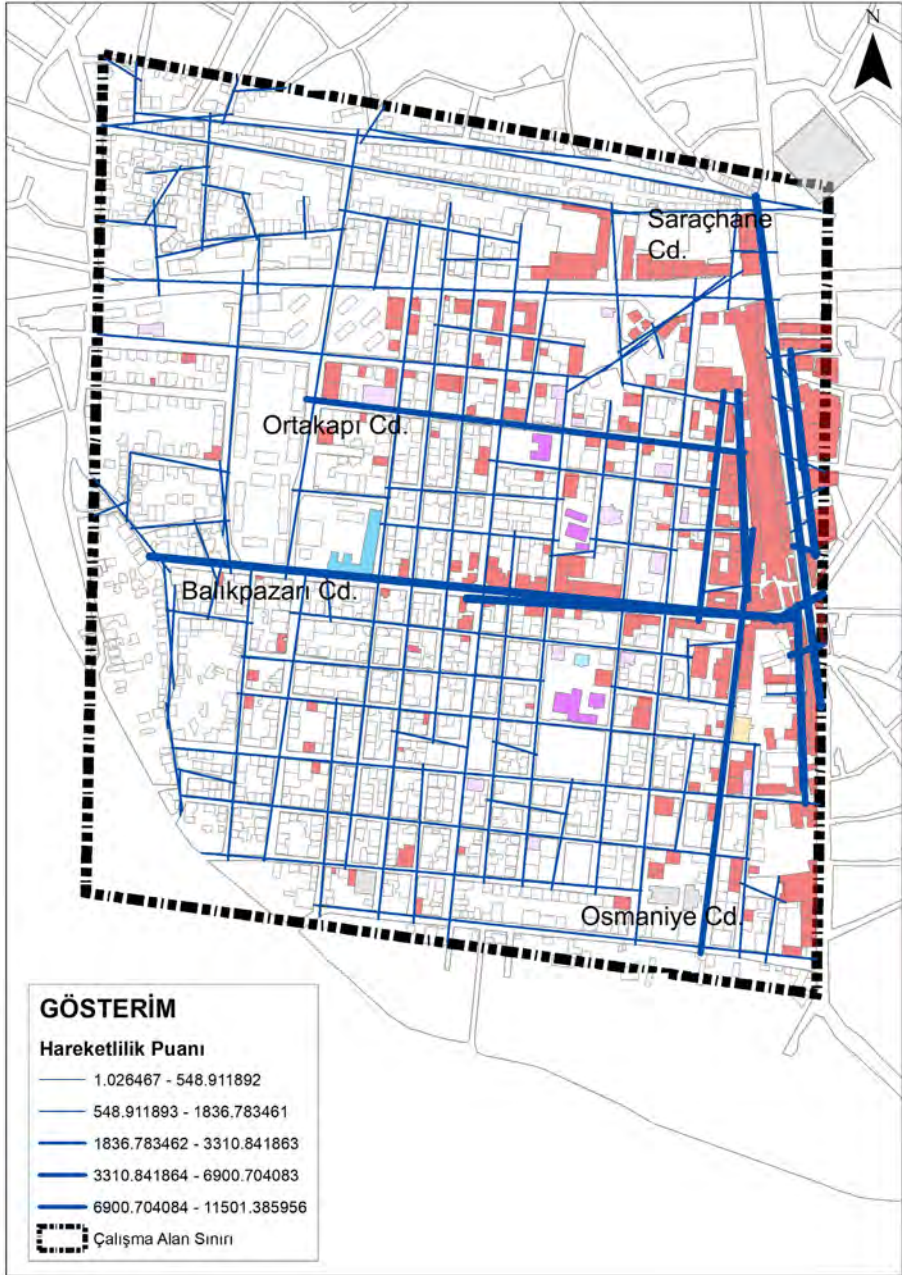 N
Saraçhane
Cd.
Ortakapı Cd.
Balıkpazarı Cd.
Osmaniye Cd.
GÖSTERİM
Hareketlilik Puanı
1.026467 - 548.911892
548.911893 - 1836.783461
1836.783462 - 3310.841863
3310.841864 - 6900.704083
6900.704084 - 11501.385956
Çalışma Alan Sınırı